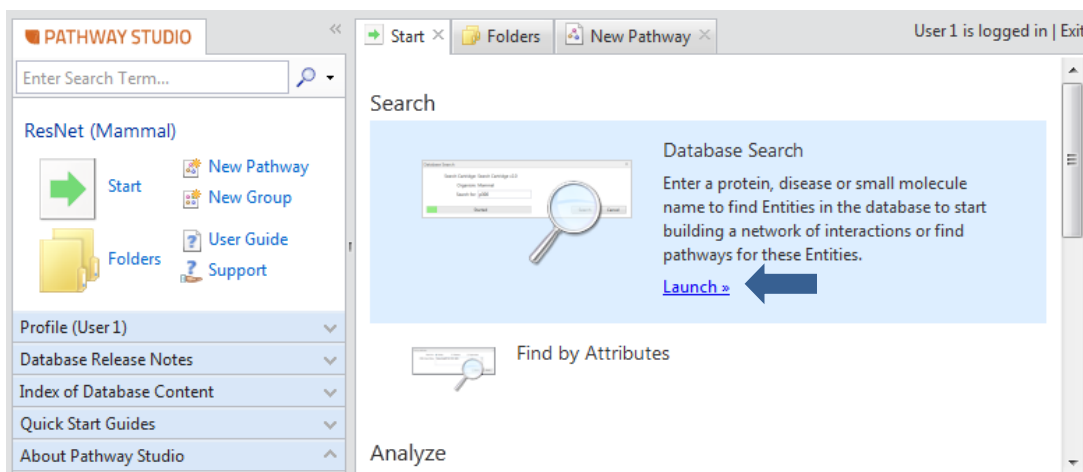 PATHWAY STUDIO
Enter Search Term...
ResNet (Mammal)
Start
New Pathway
New Group
Folders
User Guide
Support
Profile (User 1)
Database Release Notes
Index of Database Content
Quick Start Guides
About Pathway Studio
Start
Folders
New Pathway
User 1 is logged in | Exit
Search
Database Search
Enter a protein, disease or small molecule
name to find Entities in the database to start
building a network of interactions or find
pathways for these Entities.
Launch »
Find by Attributes
Analyze